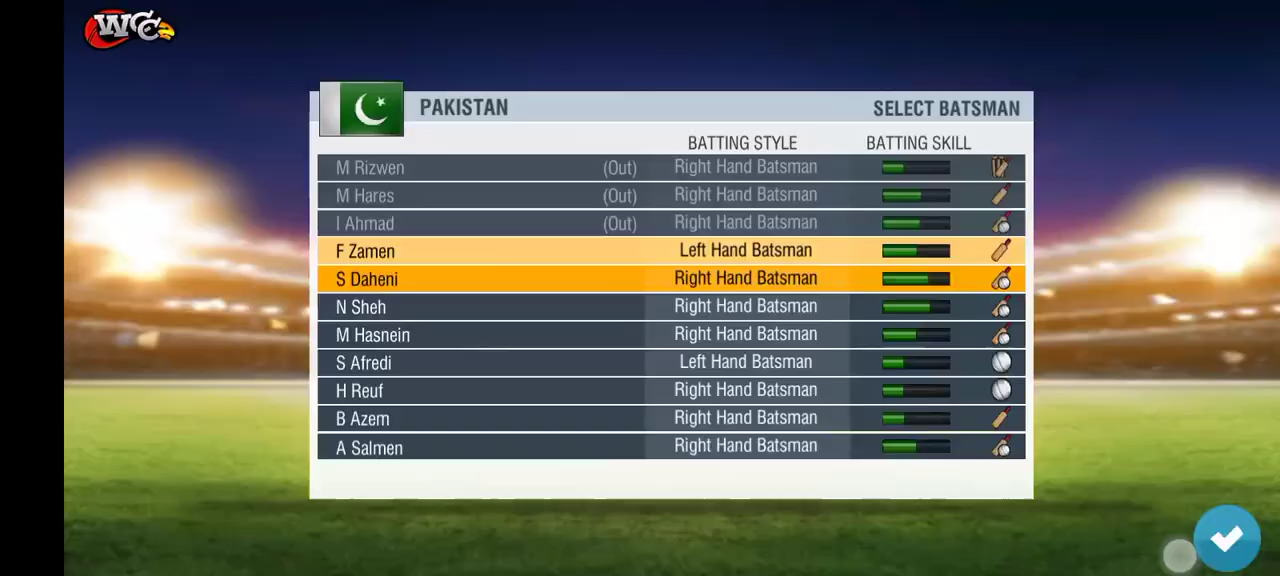 WCC
PAKISTAN SELECT BATSMAN
BATTING STYLE BATTING SKILL
M Rizwen (Out) Right Hand Batsman
M Hares (Out) Right Hand Batsman
I Ahmad (Out) Right Hand Batsman
F Zamen Left Hand Batsman
S Daheni Right Hand Batsman
N Sheh Right Hand Batsman
M Hasnein Right Hand Batsman
S Afredi Left Hand Batsman
H Reuf Right Hand Batsman
B Azem Right Hand Batsman
A Salmen Right Hand Batsman